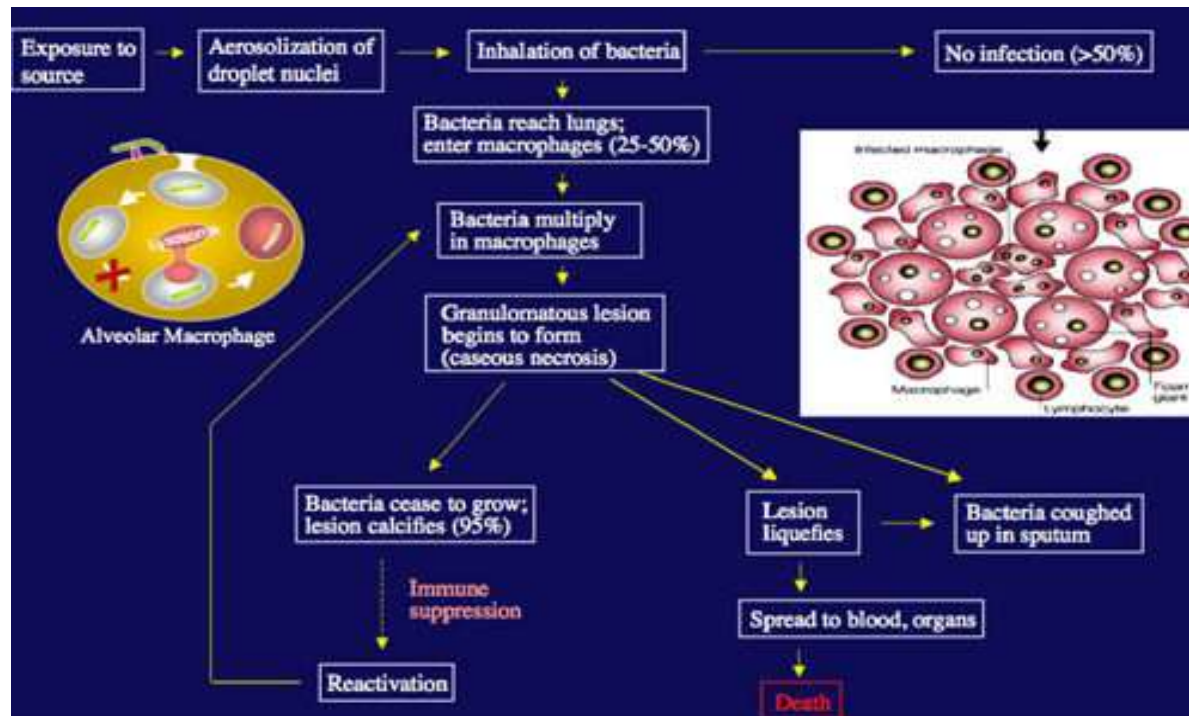 Exposure to
source
Aerosolization of
droplet nuclei
Inhalation of bacteria
No infection (>50%)
Bacteria reach lungs;
enter macrophages (25-50%)
Infected macrophage
Bacteria multiply
in macrophages
Alveolar Macrophage
Granulomatous lesion
begins to form
(caseous necrosis)
Macrophage
Lymphocyte
giant
Bacteria cease to grow;
lesion calcifies (95%)
Lesion
liquefies
Bacteria coughed
up in sputum
Immune
suppression
Spread to blood, organs
Reactivation
Death